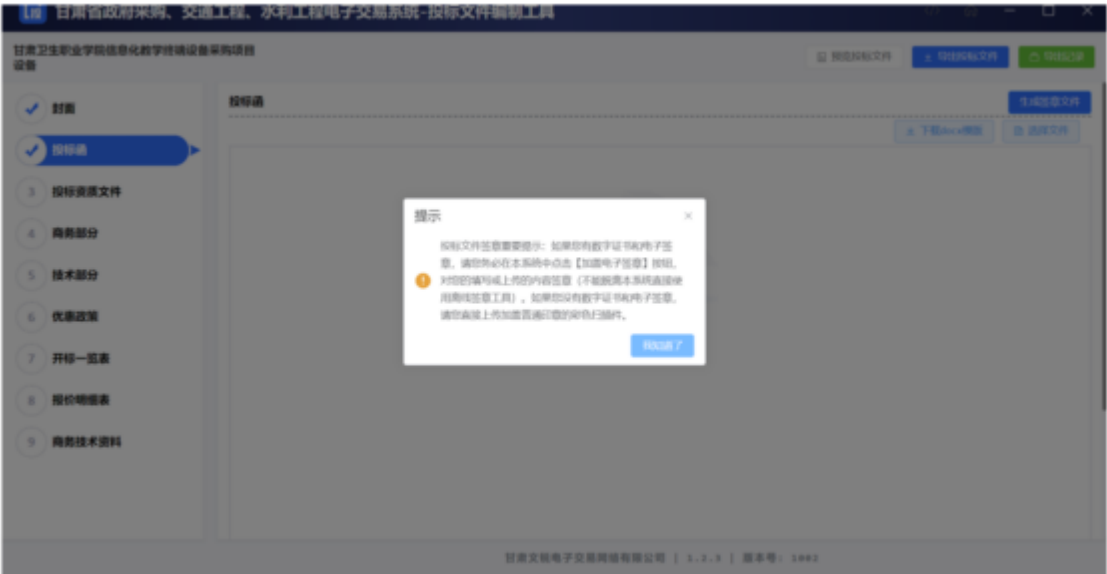 甘肃省政府采购、交通工程、水利工程电子交易系统-投标文件编制工具
甘肃卫生职业学院信息化教学终端设备采购项目
设备
预览投标文件
导出投标文件
导出记录
封面
投标函
3 投标资质文件
4 商务部分
5 技术部分
6 优惠政策
7 开标一览表
8 报价明细表
9 商务技术资料
投标函
生成签章文件
下载docx模版
选择文件
提示
投标文件签章重要提示：如果您有数字证书和电子签
章，请您务必在本系统中点击【加盖电子签章】按钮，
对您的填写或上传的内容签章（不能脱离本系统直接使
用离线签章工具）。如果您没有数字证书和电子签章，
请您直接上传加盖普通印章的彩色扫描件。
我知道了
电子交易网络有限公司 | 1.2.3 | 版本号: 1002